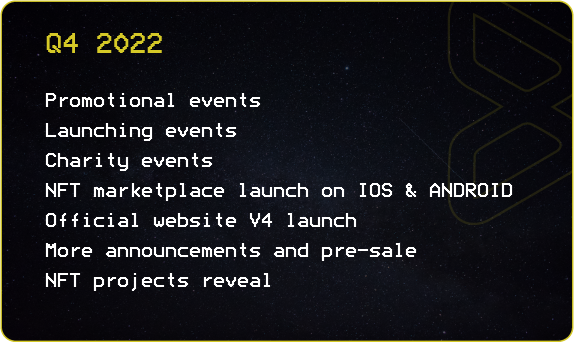 Q4 2022
Promotional events
Launching events
Charity events
NFT marketplace launch on IOS & ANDROID
Official website V4 launch
More announcements and pre-sale
NFT projects reveal